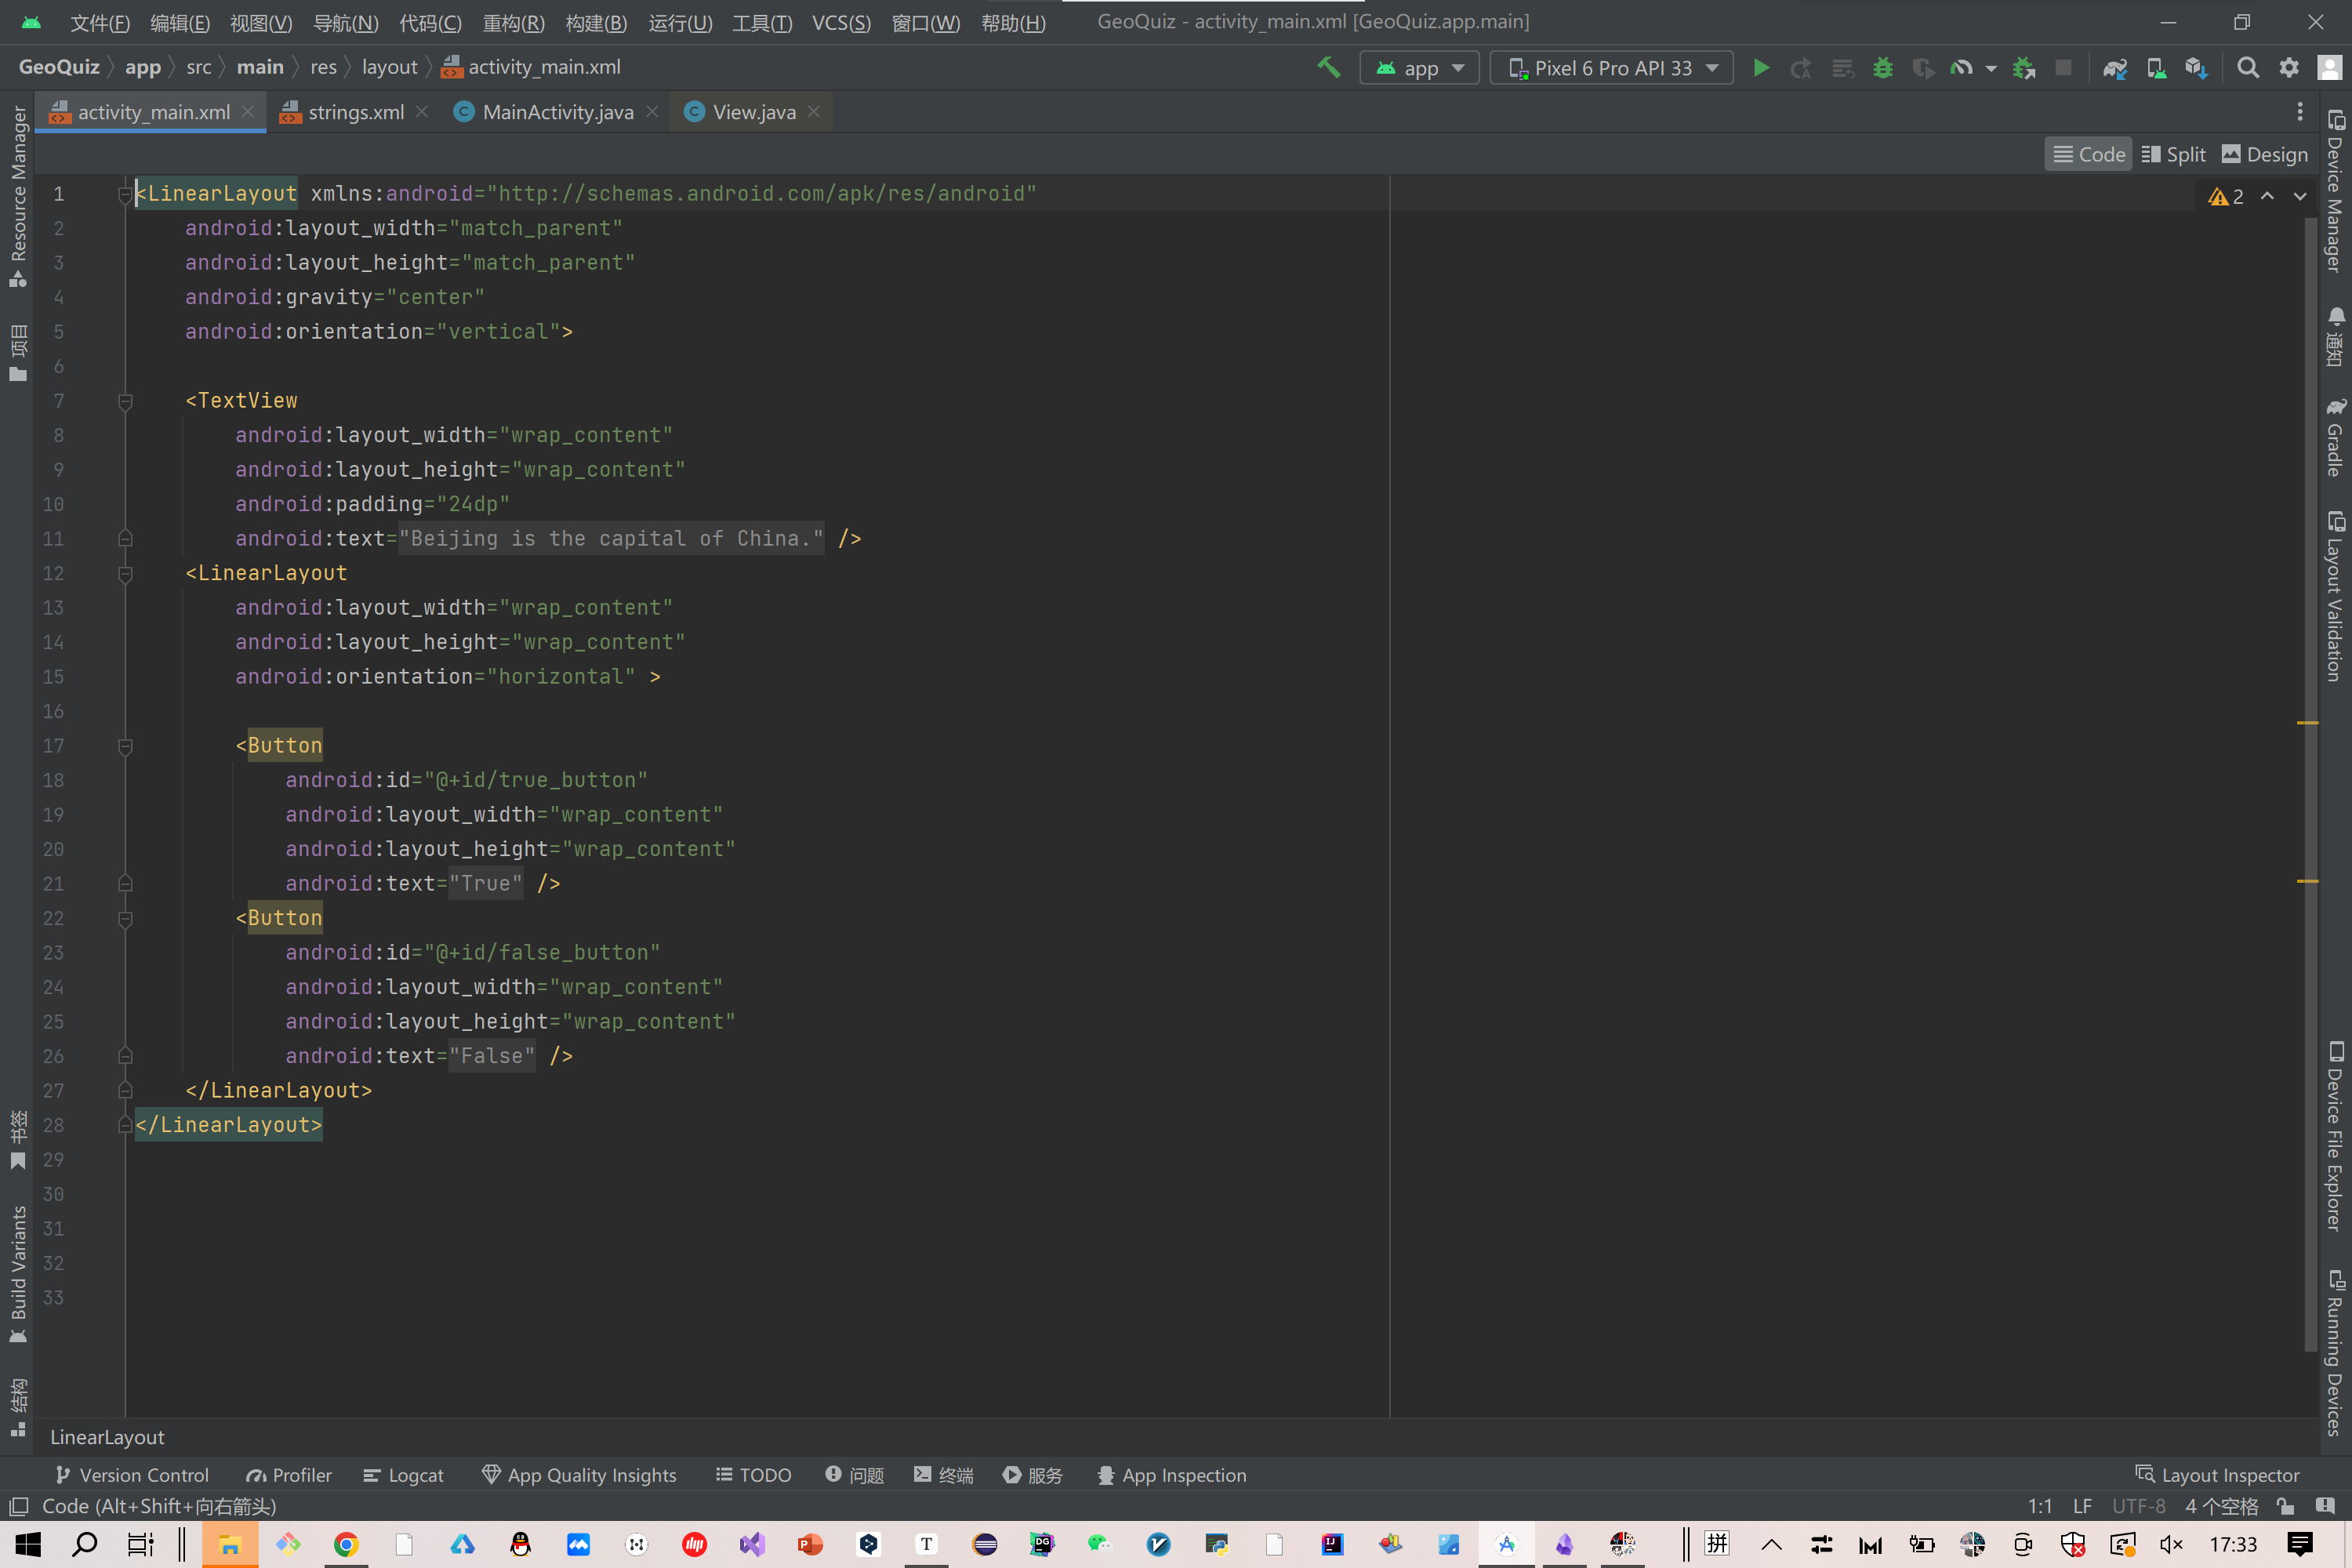 文件(F) 编辑(E) 视图(V) 导航(N) 代码(C) 重构(R) 构建(B) 运行(U) 工具(T) VCS(S) 窗口(W) 帮助(H) GeoQuiz - activity_main.xml [GeoQuiz.app.main]
GeoQuiz app src main res layout activity_main.xml app Pixel 6 Pro API 33
activity_main.xml strings.xml MainActivity.java View.java
Code Split Design
1 <LinearLayout xmlns:android="http://schemas.android.com/apk/res/android"
2 android:layout_width="match_parent"
3 android:layout_height="match_parent"
4 android:gravity="center"
5 android:orientation="vertical">
6
7 <TextView
8 android:layout_width="wrap_content"
9 android:layout_height="wrap_content"
10 android:padding="24dp"
11 android:text="Beijing is the capital of China." />
12 <LinearLayout
13 android:layout_width="wrap_content"
14 android:layout_height="wrap_content"
15 android:orientation="horizontal" >
16
17 <Button
18 android:id="@+id/true_button"
19 android:layout_width="wrap_content"
20 android:layout_height="wrap_content"
21 android:text="True" />
22 <Button
23 android:id="@+id/false_button"
24 android:layout_width="wrap_content"
25 android:layout_height="wrap_content"
26 android:text="False" />
27 </LinearLayout>
28 </LinearLayout>
29
30
31
32
33
2
Resource Manager
项目
书签
Build Variants
结构
Device Manager
通知
Gradle
Layout Validation
Device File Explorer
Running Devices
LinearLayout
Version Control Profiler Logcat App Quality Insights TODO 问题 终端 服务 App Inspection Layout Inspector
Code (Alt+Shift+向右箭头) 1:1 LF UTF-8 4 个空格
拼 17:33